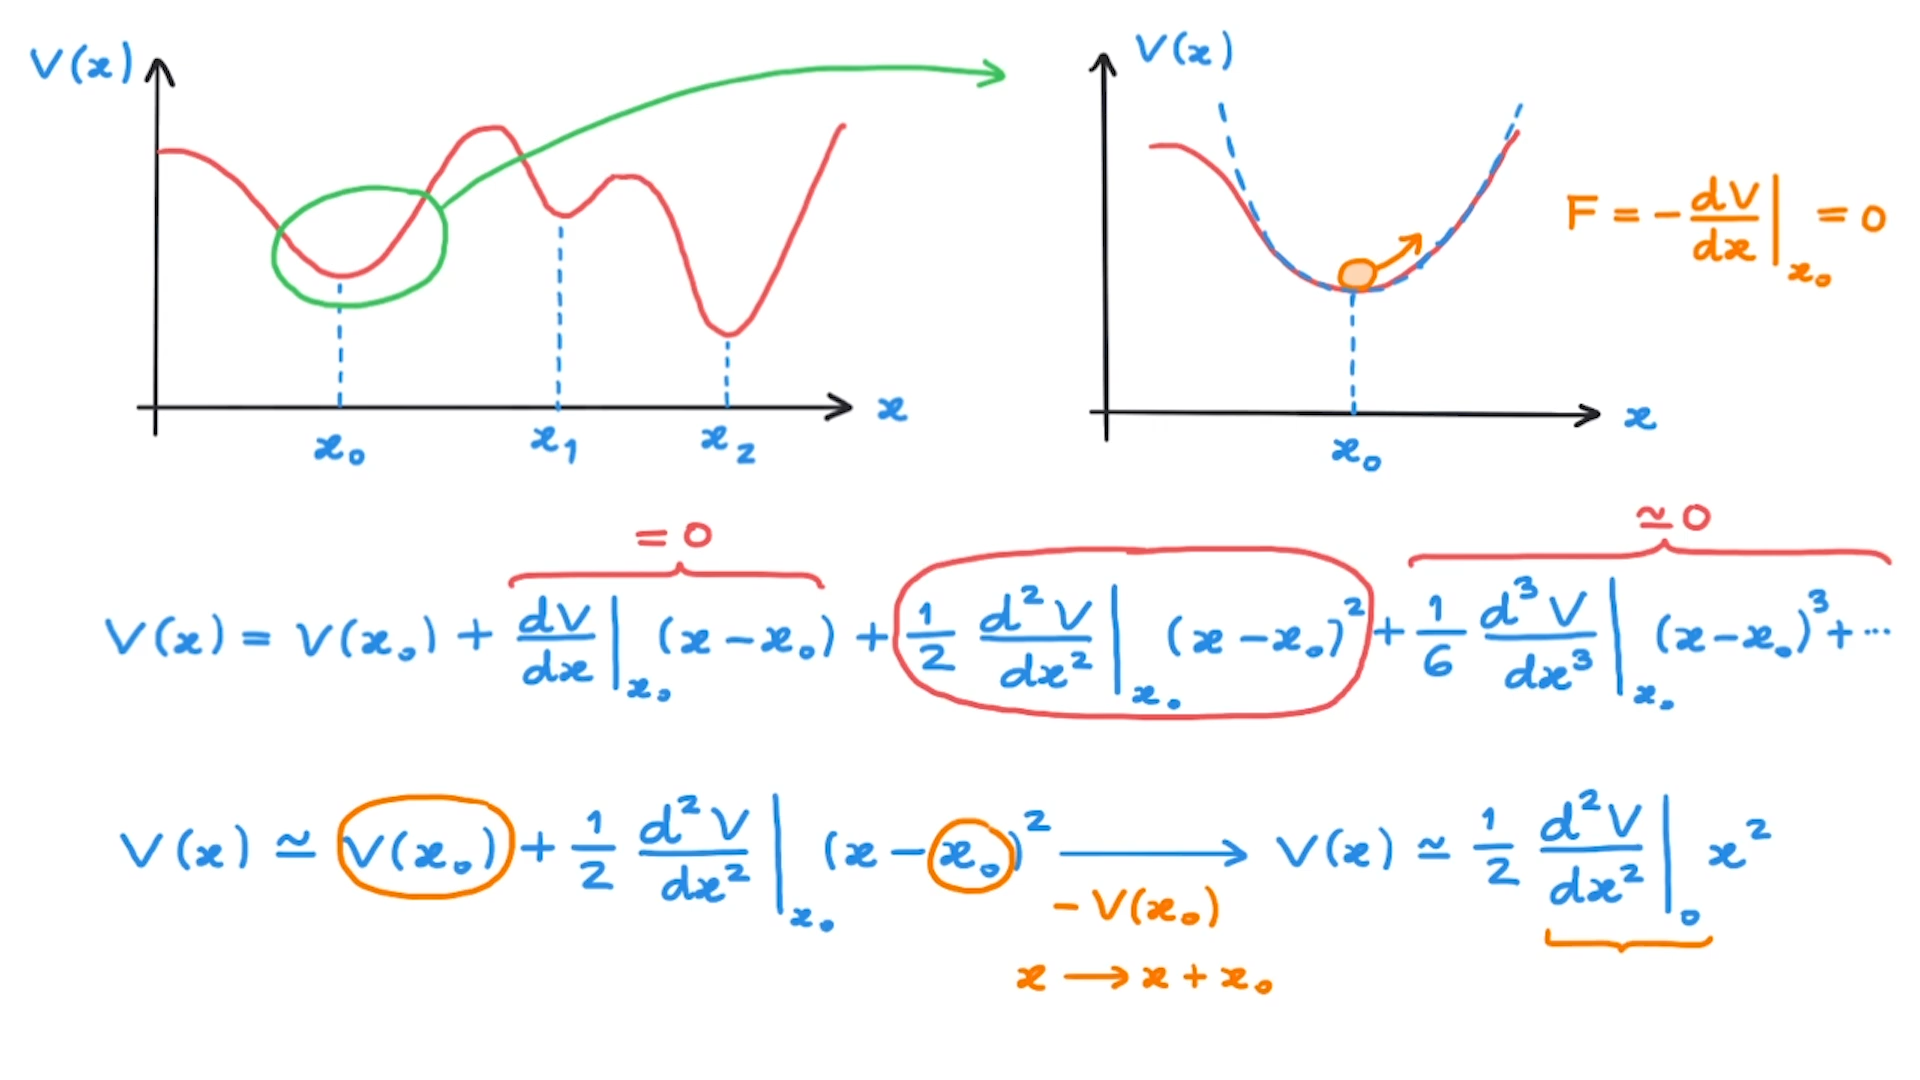 V(x)
x
x₀ x₁ x₂
V(x)
x
x₀
F = -dV/dx|ₓ₀ = 0
= 0
≃ 0
V(x) = V(x₀) + dV/dx|ₓ₀ (x - x₀) + 1/2 d²V/dx²|ₓ₀ (x - x₀)² + 1/6 d³V/dx³|ₓ₀ (x - x₀)³ + ...
V(x) ≃ V(x₀) + 1/2 d²V/dx²|ₓ₀ (x - x₀)² ⟶ V(x) ≃ 1/2 d²V/dx²|₀ x²
- V(x₀)
x ⟶ x + x₀